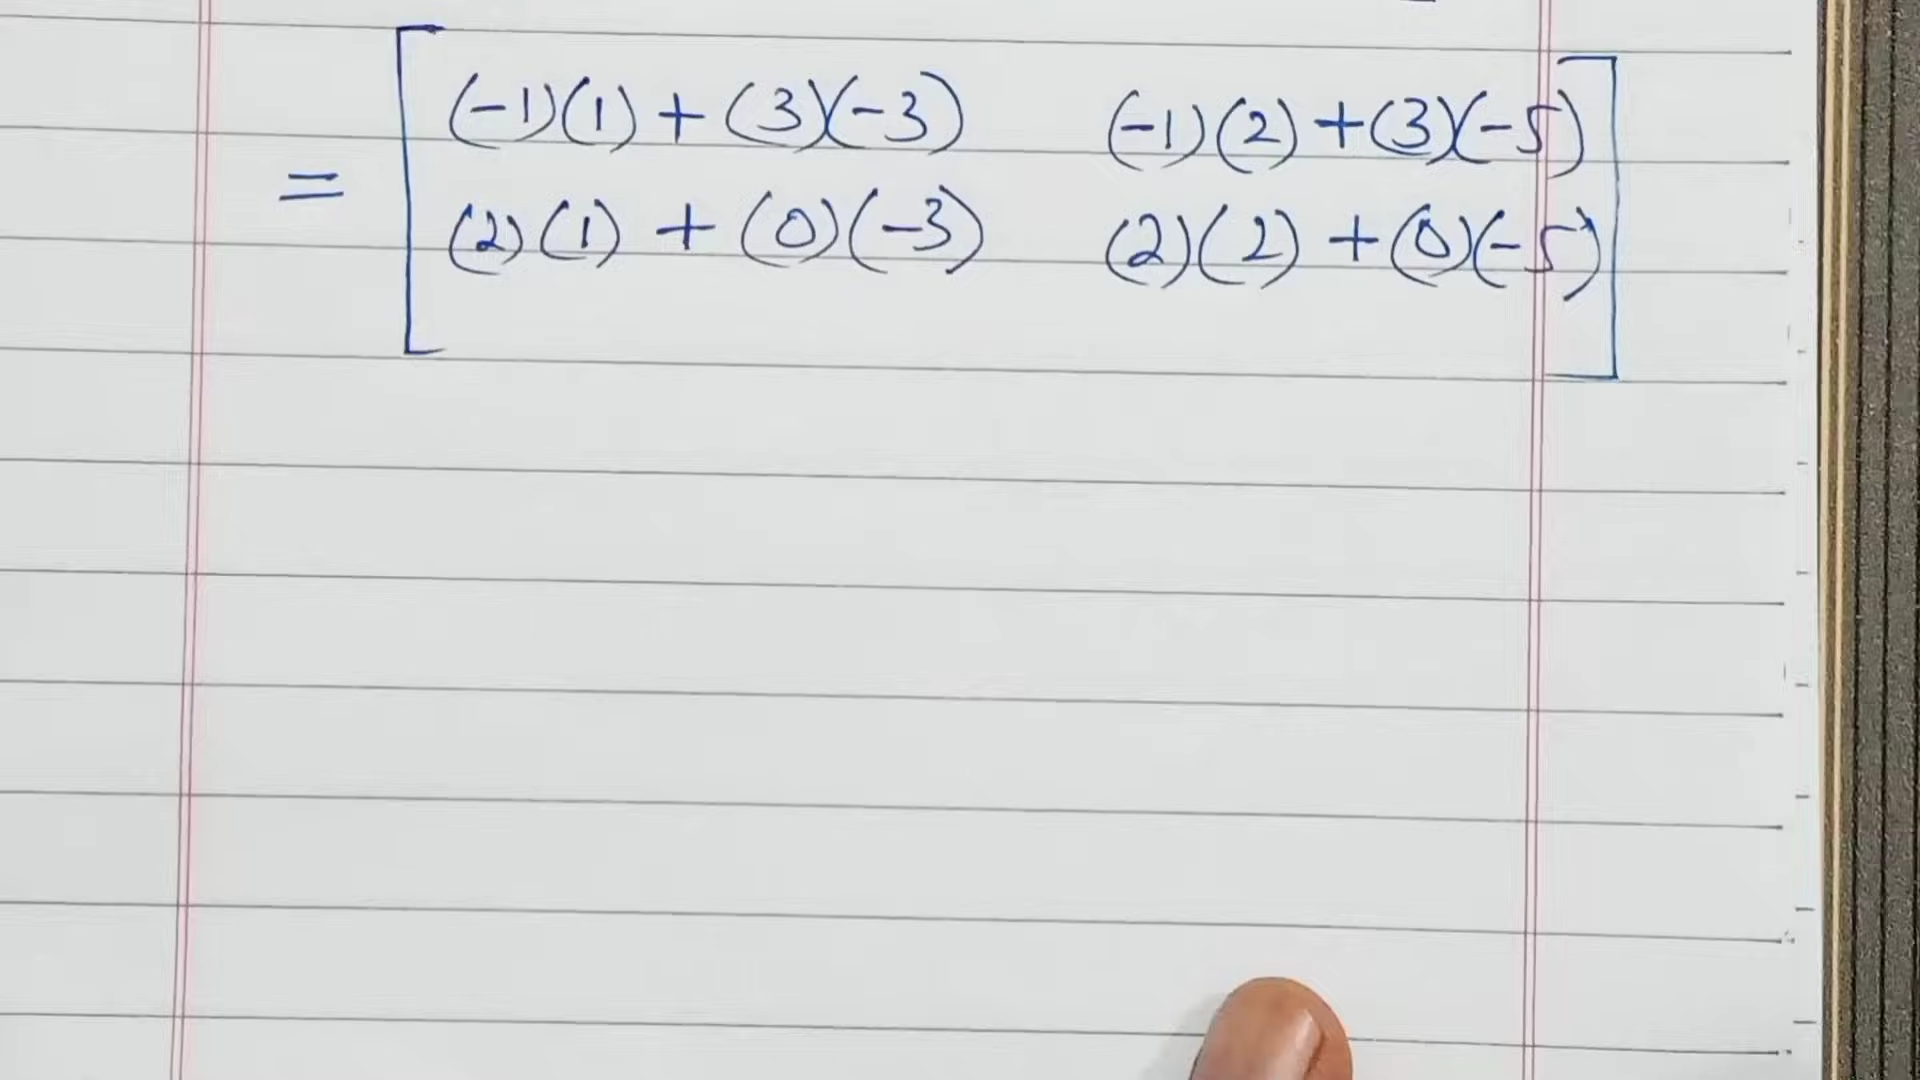 (-1)(1) + (3)(-3) (-1)(2) + (3)(-5)
=
(2)(1) + (0)(-3) (2)(2) + (0)(-5)